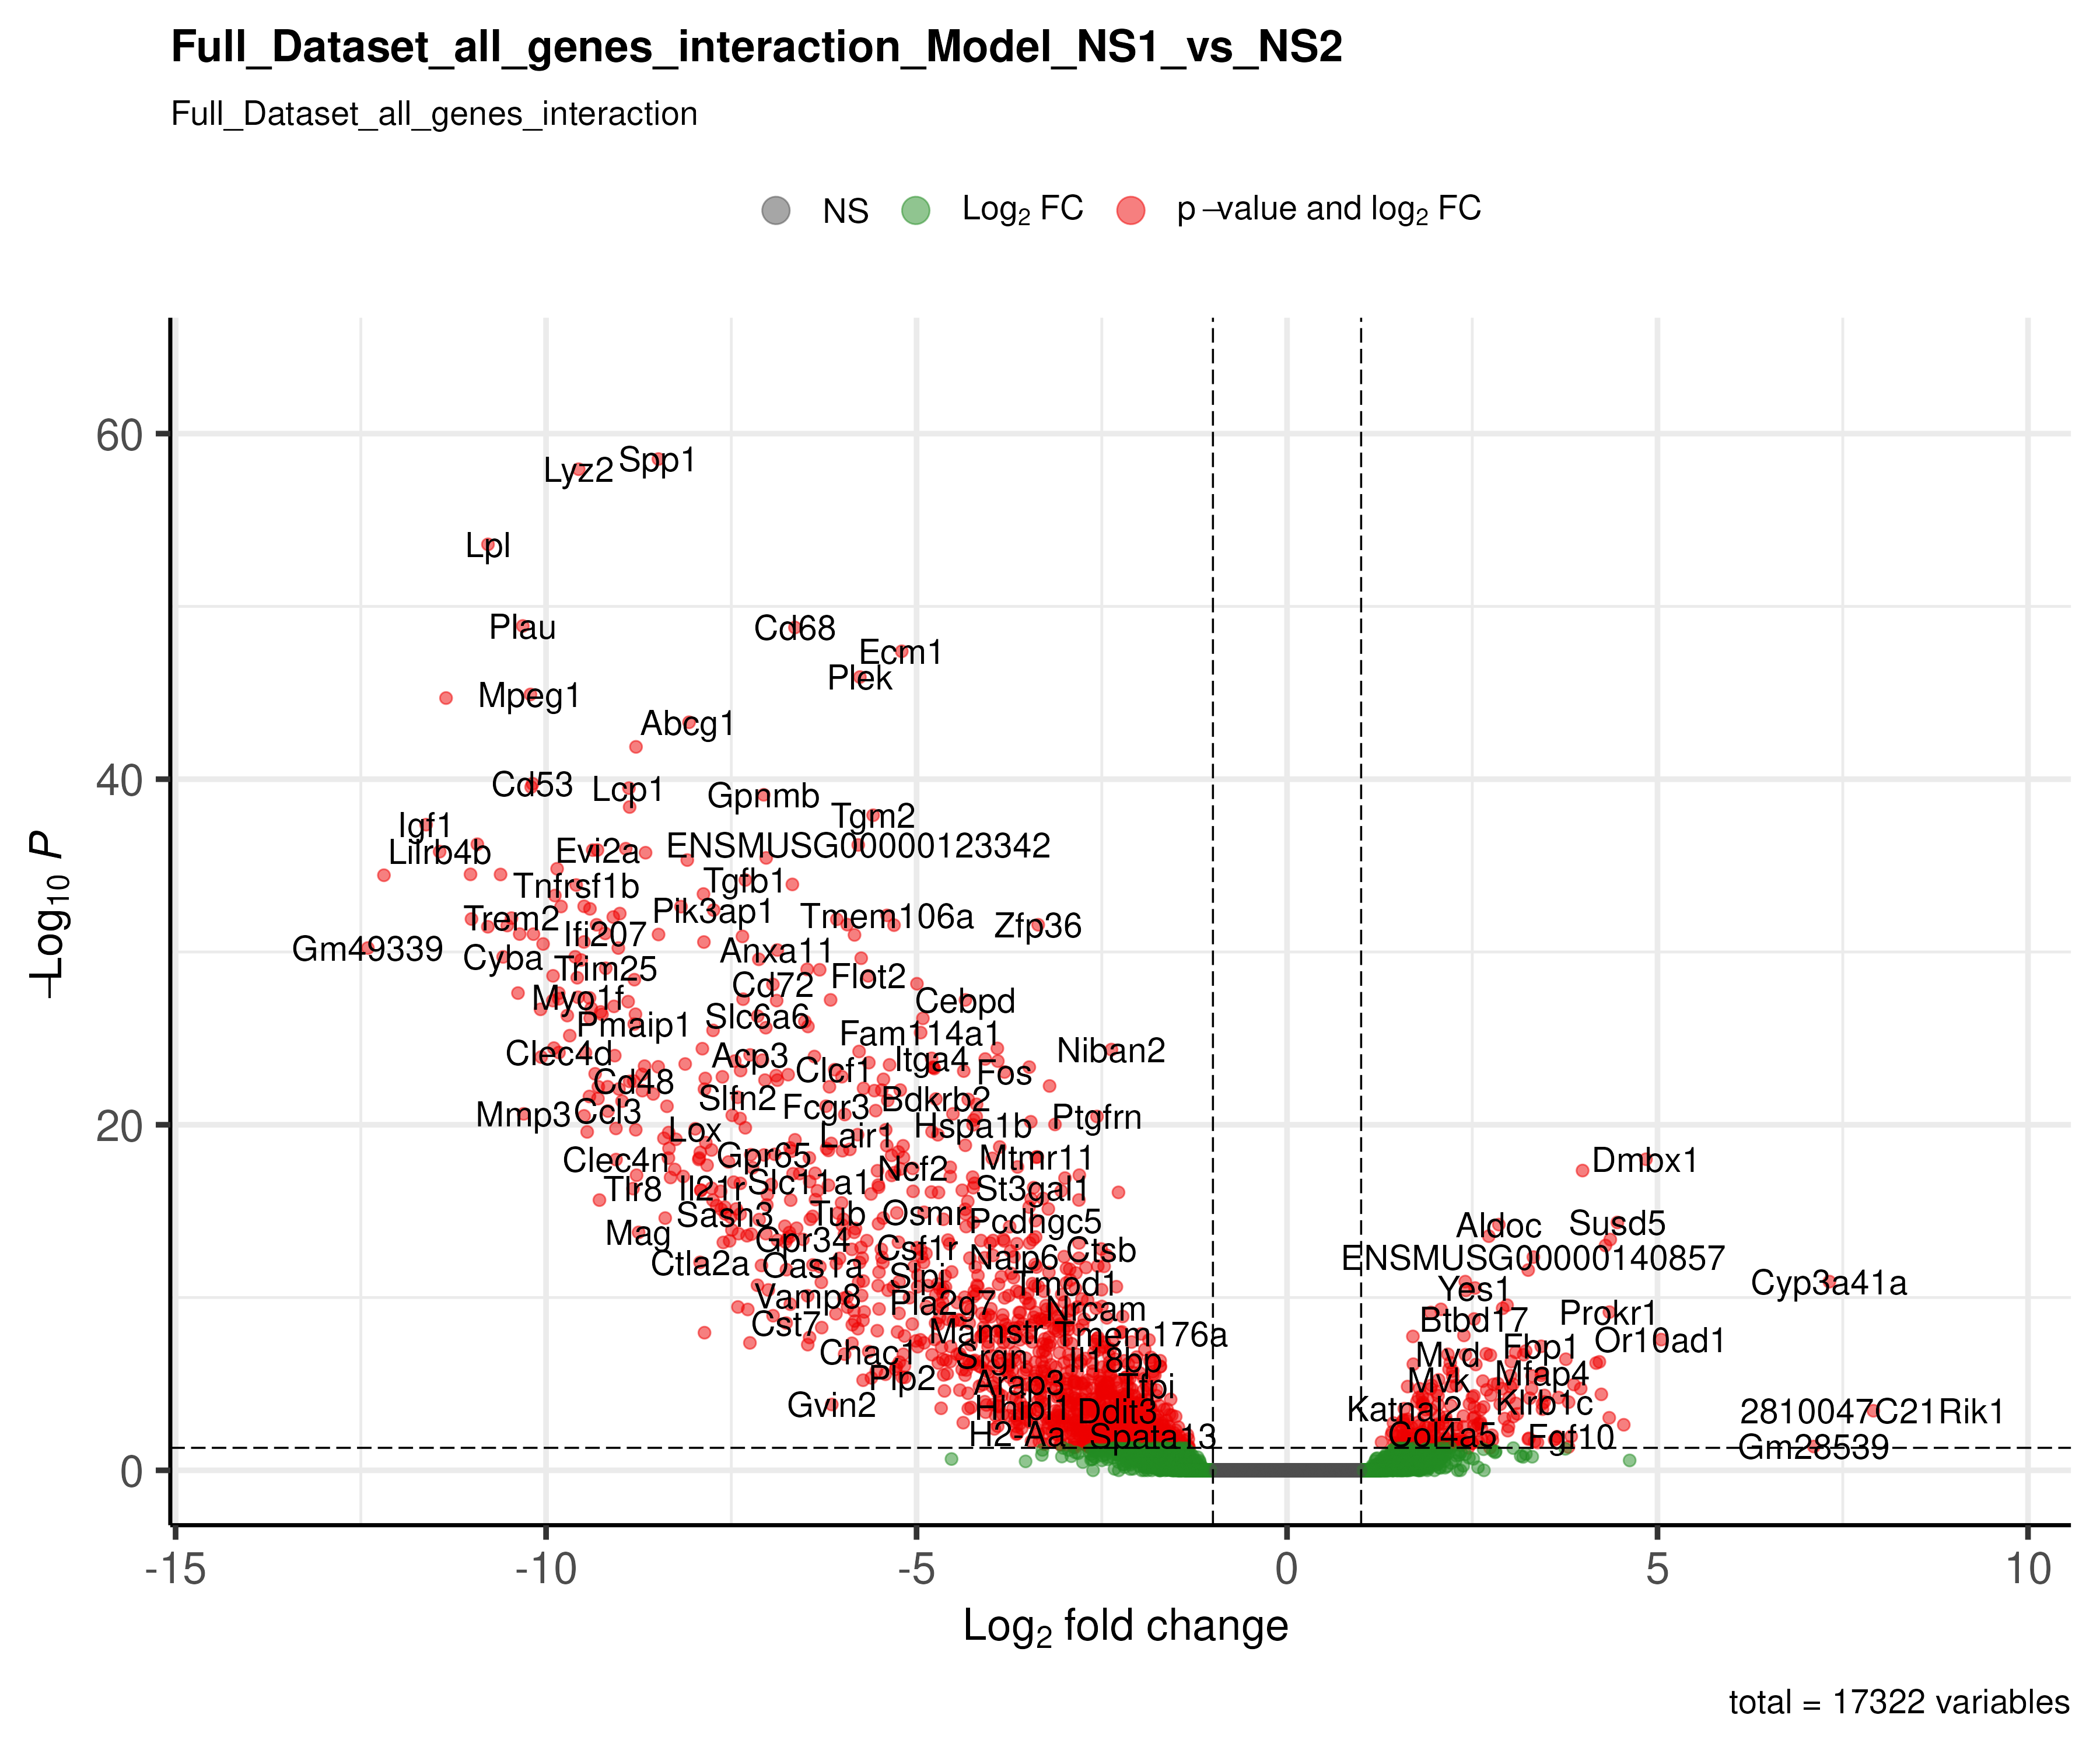 Full_Dataset_all_genes_interaction_Model_NS1_vs_NS2
Full_Dataset_all_genes_interaction
NS Log2 FC p−value and log2 FC
60
Lyz2 Spp1
Lpl
Plau Cd68
Ecm1
Plek
Mpeg1
Abcg1
40
Cd53 Lcp1 Gpnmb
Tgm2
Igf1
Lilrb4b Evi2a ENSMUSG00000123342
Tnfrsf1b Tgfb1
Trem2 Pik3ap1 Tmem106a Zfp36
Ifi207
Gm49339 Cyba Anxa11
Trim25 Cd72 Flot2
Myo1f Cebpd
Pmaip1 Slc6a6 Fam114a1
Clec4d Acp3 Itga4 Niban2
Clcf1 Fos
Cd48
Slfn2 Fcgr3 Bdkrb2
20
Mmp3 Ccl3 Lox Lair1 Hspa1b Ptgfrn
Clec4n Gpr65 Ncf2 Mtmr11 Dmbx1
Tlr8 Il21r Slc11a1 St3gal1
Sash3 Tub Osmr Pcdhgc5 Aldoc Susd5
Mag Gpr34 Csf1r Naip6 Ctsb
Ctla2a Oas1a Slpi Tmod1 ENSMUSG00000140857
Vamp8 Pla2g7 Nrcam Yes1 Cyp3a41a
Cst7 Mamstr Tmem176a Btbd17 Prokr1
Chac1 Srgn Il18bp Mvd Fbp1 Or10ad1
Plp2 Arap3 Tfpi Mvk Mfap4
Gvin2 Hhipl1 Ddit3 Katnal2 Klrb1c 2810047C21Rik1
H2-Aa Spata13 Col4a5 Fgf10 Gm28539
0
−Log10 P
-15 -10 -5 0 5 10
Log2 fold change
total = 17322 variables